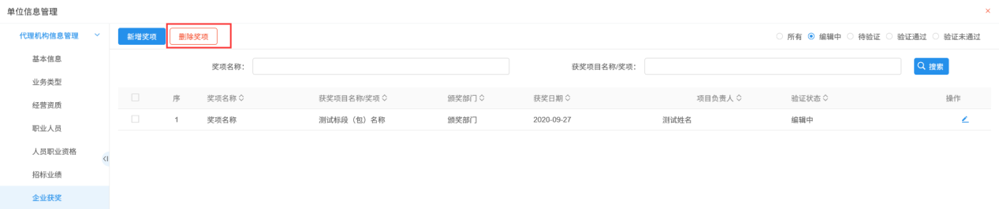 单位信息管理
代理机构信息管理
基本信息
业务类型
经营资质
职业人员
人员职业资格
招标业绩
企业获奖
新增奖项 删除奖项 所有 编辑中 待验证 验证通过 验证未通过
奖项名称： 获奖项目名称/奖项： 搜索
序 奖项名称 获奖项目名称/奖项 颁奖部门 获奖日期 项目负责人 验证状态 操作
1 奖项名称 测试标段（包）名称 颁奖部门 2020-09-27 测试姓名 编辑中